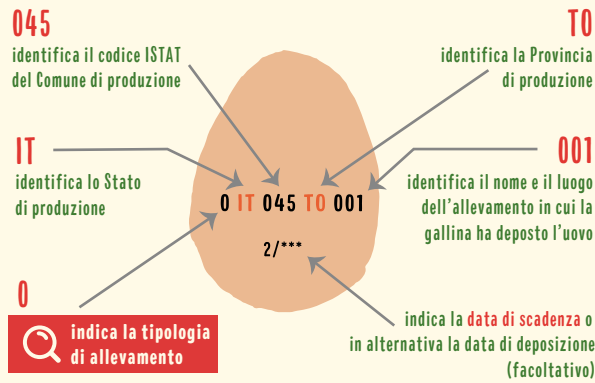 045
identifica il codice ISTAT
del Comune di produzione
TO
identifica la Provincia
di produzione
IT
identifica lo Stato
di produzione
001
identifica il nome e il luogo
dell'allevamento in cui la
gallina ha deposto l'uovo
0 IT 045 TO 001
2/***
0
indica la tipologia
di allevamento
indica la data di scadenza o
in alternativa la data di deposizione
(facoltativo)